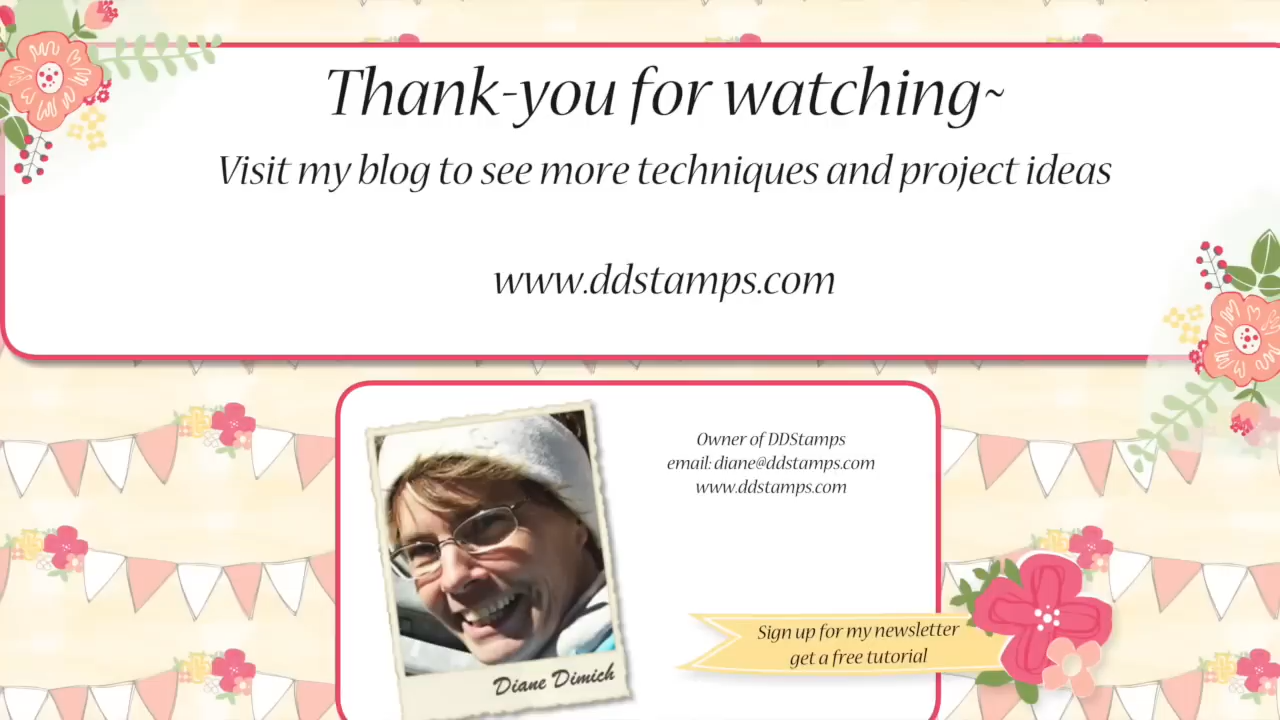 Thank-you for watching~
Visit my blog to see more techniques and project ideas
www.ddstamps.com
Owner of DDStamps
email: diane@ddstamps.com
www.ddstamps.com
Diane Dimich
Sign up for my newsletter
get a free tutorial